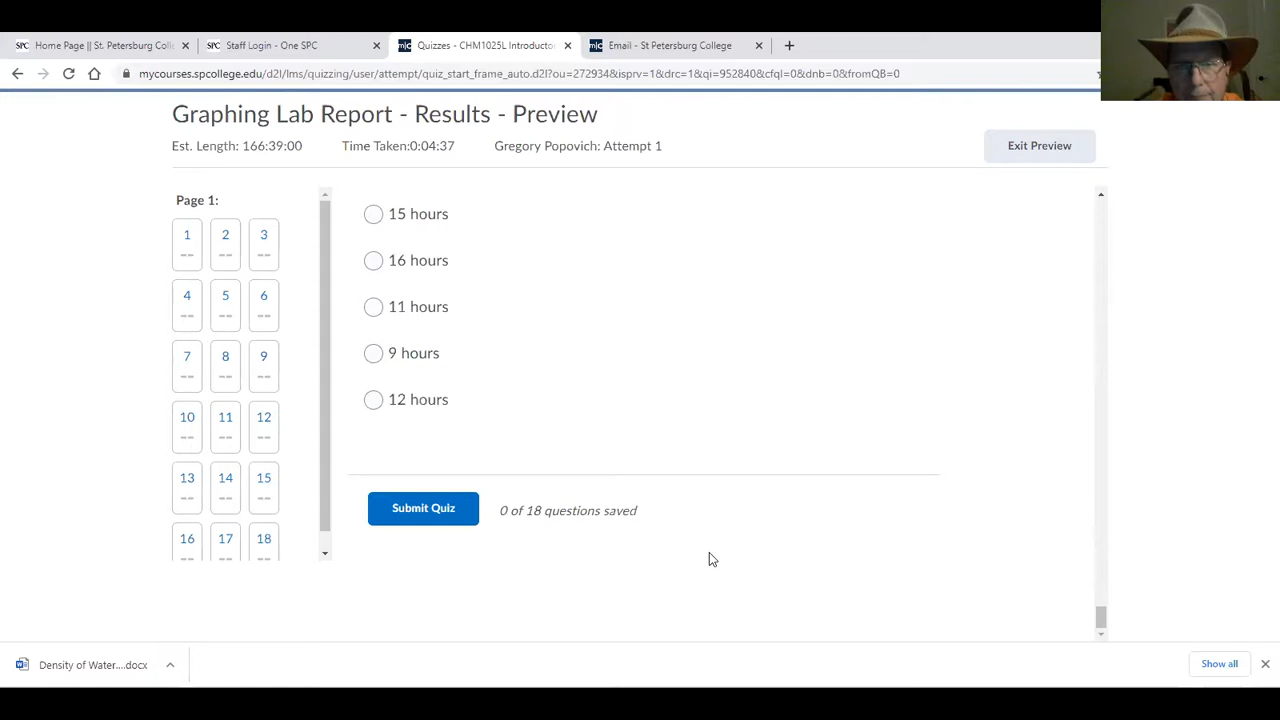 SPC Home Page || St. Petersburg Coll
SPC Staff Login - One SPC
m|c Quizzes - CHM1025L Introducto
m|c Email - St Petersburg College
mycourses.spcollege.edu/d2l/lms/quizzing/user/attempt/quiz_start_frame_auto.d2l?ou=272934&isprv=1&drc=1&qi=952840&cfql=0&dnb=0&fromQB=0
Graphing Lab Report - Results - Preview
Est. Length: 166:39:00 Time Taken:0:04:37 Gregory Popovich: Attempt 1
Exit Preview
Page 1:
1 2 3
-- -- --
4 5 6
-- -- --
7 8 9
-- -- --
10 11 12
-- -- --
13 14 15
-- -- --
16 17 18
15 hours
16 hours
11 hours
9 hours
12 hours
Submit Quiz 0 of 18 questions saved
Density of Water....docx
Show all